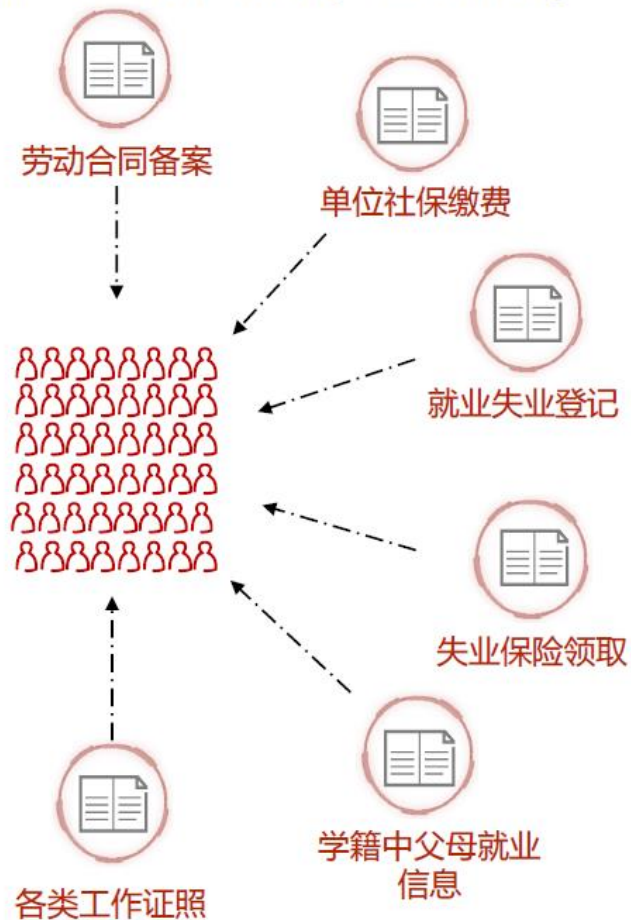 劳动合同备案
单位社保缴费
就业失业登记
失业保险领取
学籍中父母就业
信息
各类工作证照